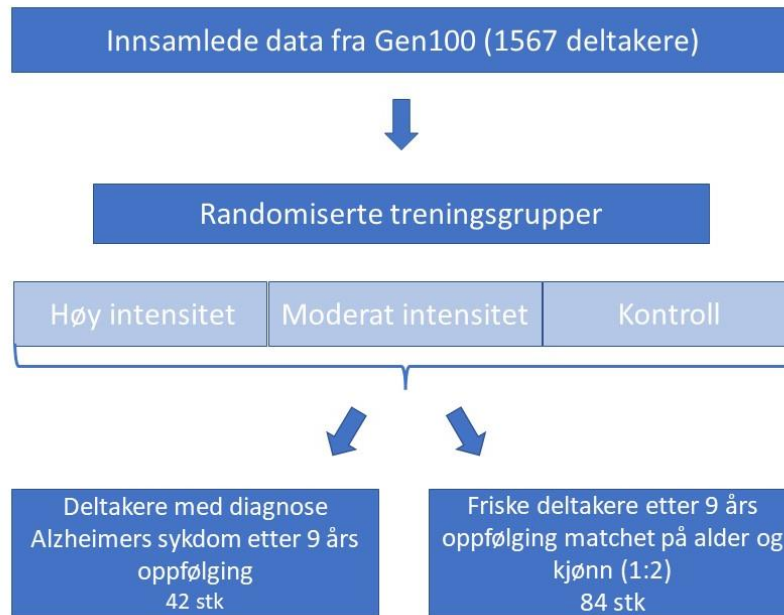 Innsamlede data fra Gen100 (1567 deltakere)
Randomiserte treningsgrupper
Høy intensitet
Moderat intensitet
Kontroll
Deltakere med diagnose
Alzheimers sykdom etter 9 års
oppfølging
42 stk
Friske deltakere etter 9 års
oppfølging matchet på alder og
kjønn (1:2)
84 stk